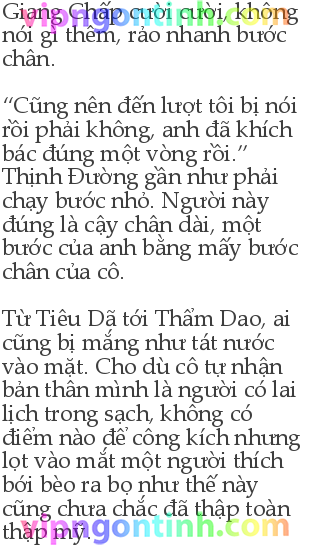 Giang Chấp cười cười, không
nói gì thêm, rảo nhanh bước
chân.
“Cũng nên đến lượt tôi bị nói
rồi phải không, anh đã khích
bác đúng một vòng rồi.”
Thịnh Đường gần như phải
chạy bước nhỏ. Người này
đúng là cậy chân dài, một
bước của anh bằng mấy bước
chân của cô.
Từ Tiêu Dã tới Thẩm Dao, ai
cũng bị mắng như tát nước
vào mặt. Cho dù cô tự nhận
bản thân mình là người có lai
lịch trong sạch, không có
điểm nào để công kích nhưng
lọt vào mắt một người thích
bới bèo ra bọ như thế này
cũng chưa chắc đã thập toàn
thập mỹ.
vipngontinh.com
vipngontinh.com